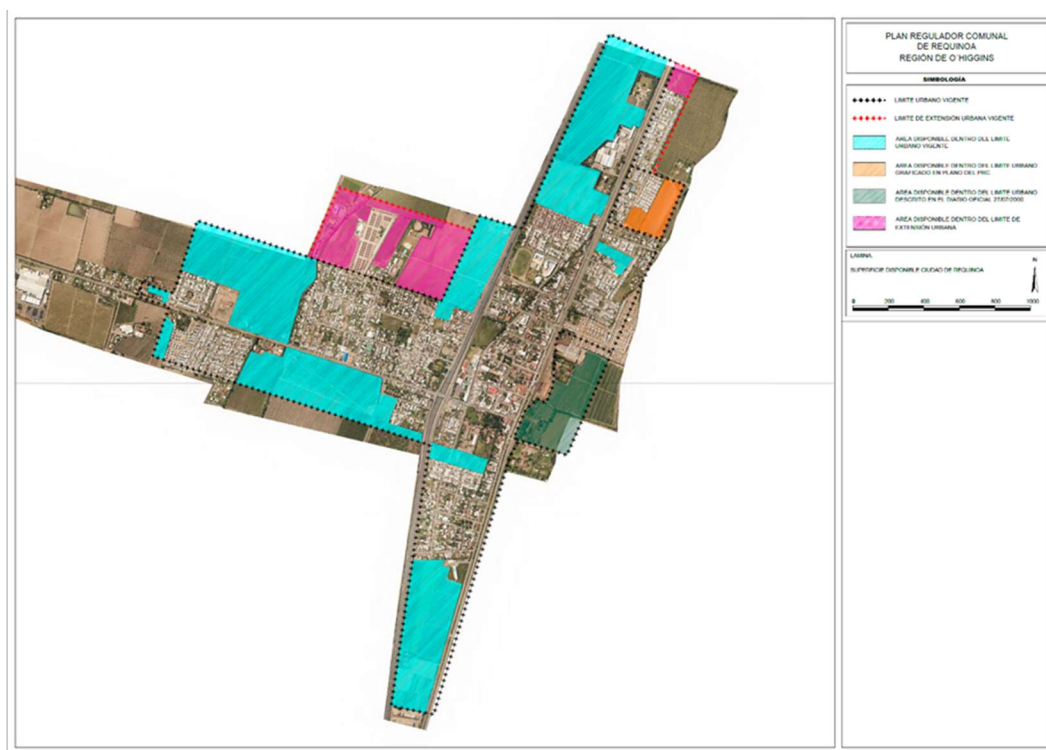 PLAN REGULADOR COMUNAL
DE REQUINOA
REGIÓN DE O'HIGGINS
SIMBOLOGÍA
LIMITE URBANO VIGENTE
LIMITE DE EXTENSIÓN URBANA VIGENTE
AREA DISPONIBLE DENTRO DEL LIMITE
URBANO VIGENTE
AREA DISPONIBLE DENTRO DEL LIMITE URBANO
GRAFICADO EN PLANO DEL PRC
AREA DISPONIBLE DENTRO DEL LIMITE URBANO
DESCRITO EN EL DIARIO OFICIAL 27/07/2000
AREA DISPONIBLE DENTRO DEL LIMITE DE
EXTENSIÓN URBANA
LAMINA:
SUPERFICIE DISPONIBLE CIUDAD DE REQUINOA
N
0 200 400 600 800 1000